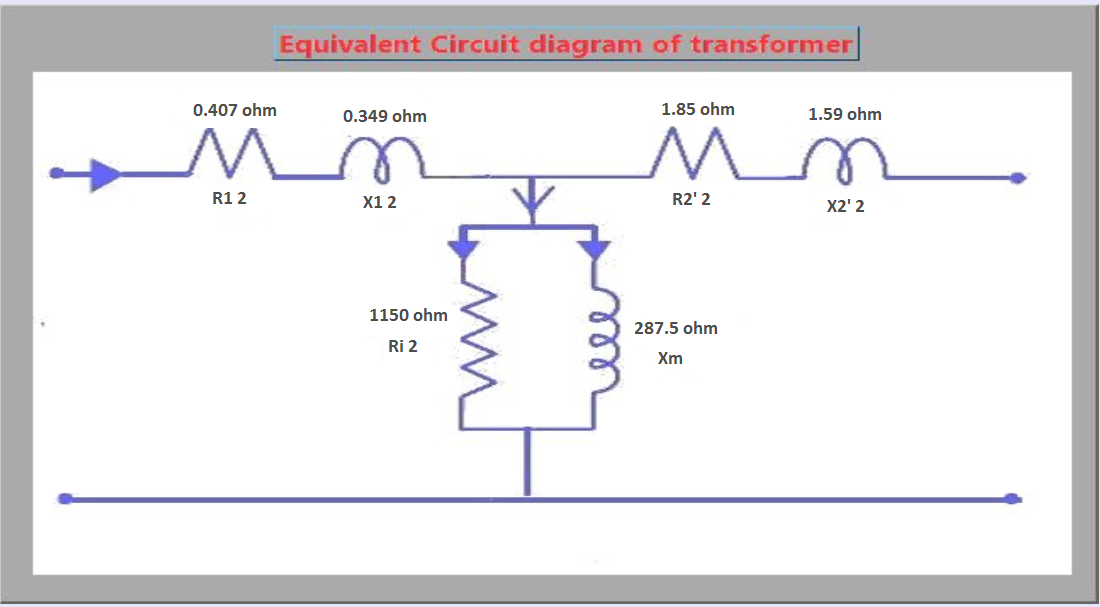 Equivalent Circuit diagram of transformer
0.407 ohm
0.349 ohm
1.85 ohm
1.59 ohm
R1 2
X1 2
R2' 2
X2' 2
1150 ohm
Ri 2
287.5 ohm
Xm